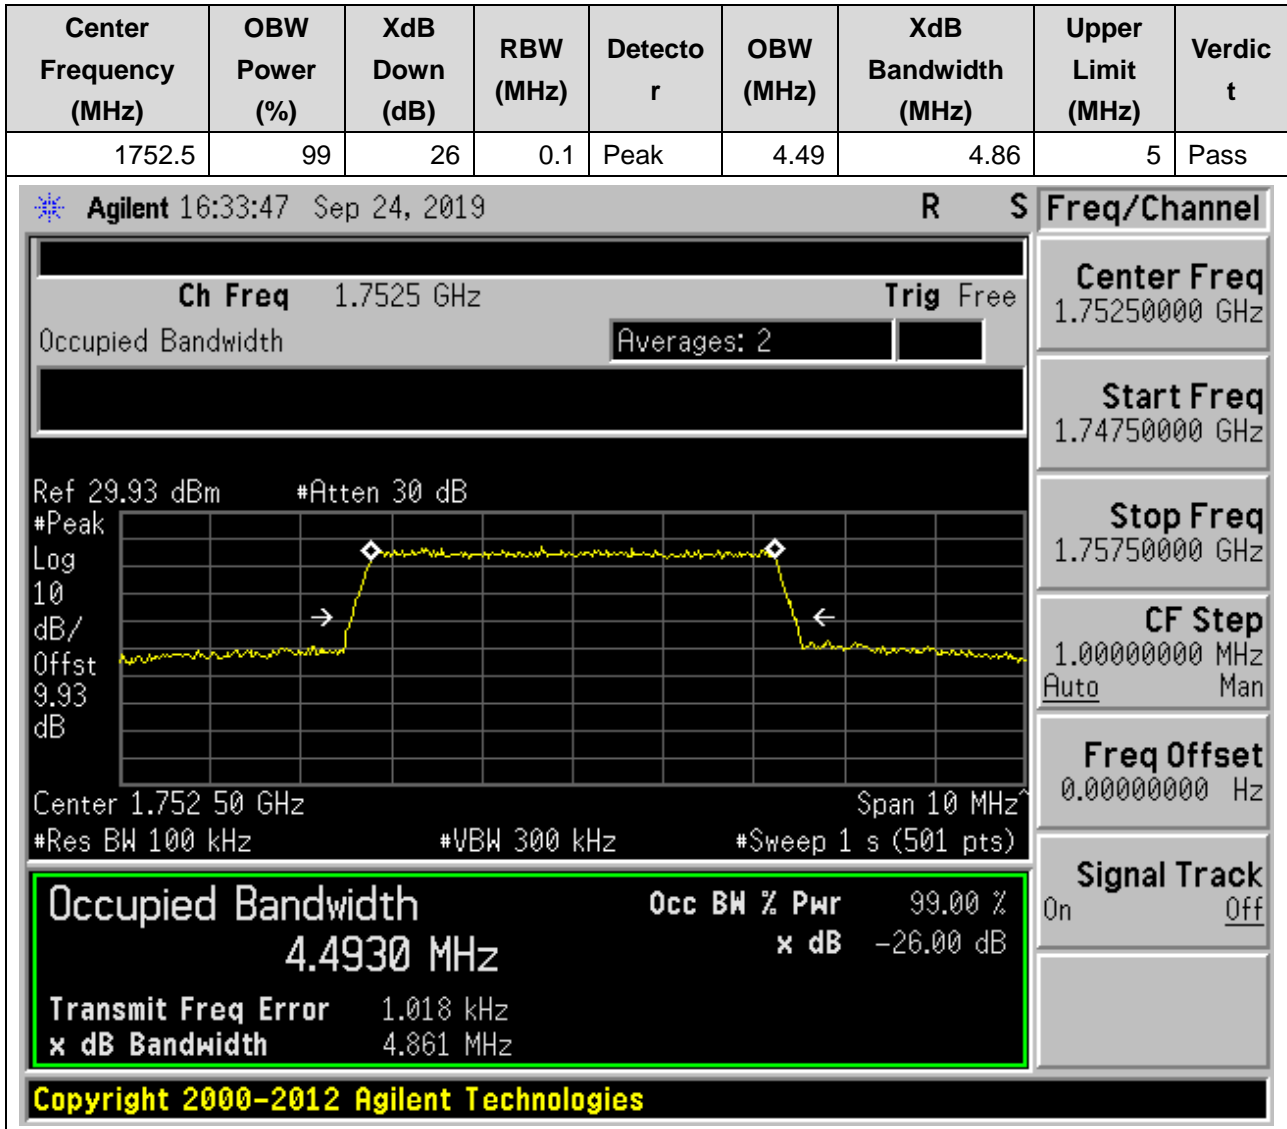 Center Frequency (MHz) OBW Power (%) XdB Down (dB) RBW (MHz) Detecto r OBW (MHz) XdB Bandwidth (MHz) Upper Limit (MHz) Verdic t
1752.5 99 26 0.1 Peak 4.49 4.86 5 Pass
Agilent 16:33:47 Sep 24, 2019 R S
Ch Freq 1.7525 GHz Trig Free
Occupied Bandwidth Averages: 2
Ref 29.93 dBm #Atten 30 dB
#Peak
Log
10
dB/
Offst
9.93
dB
Center 1.752 50 GHz Span 10 MHz^
#Res BW 100 kHz #VBW 300 kHz #Sweep 1 s (501 pts)
Occupied Bandwidth Occ BW % Pwr 99.00 %
4.4930 MHz x dB -26.00 dB
Transmit Freq Error 1.018 kHz
x dB Bandwidth 4.861 MHz
Copyright 2000-2012 Agilent Technologies
Freq/Channel
Center Freq
1.75250000 GHz
Start Freq
1.74750000 GHz
Stop Freq
1.75750000 GHz
CF Step
1.00000000 MHz
Auto Man
Freq Offset
0.00000000 Hz
Signal Track
On Off